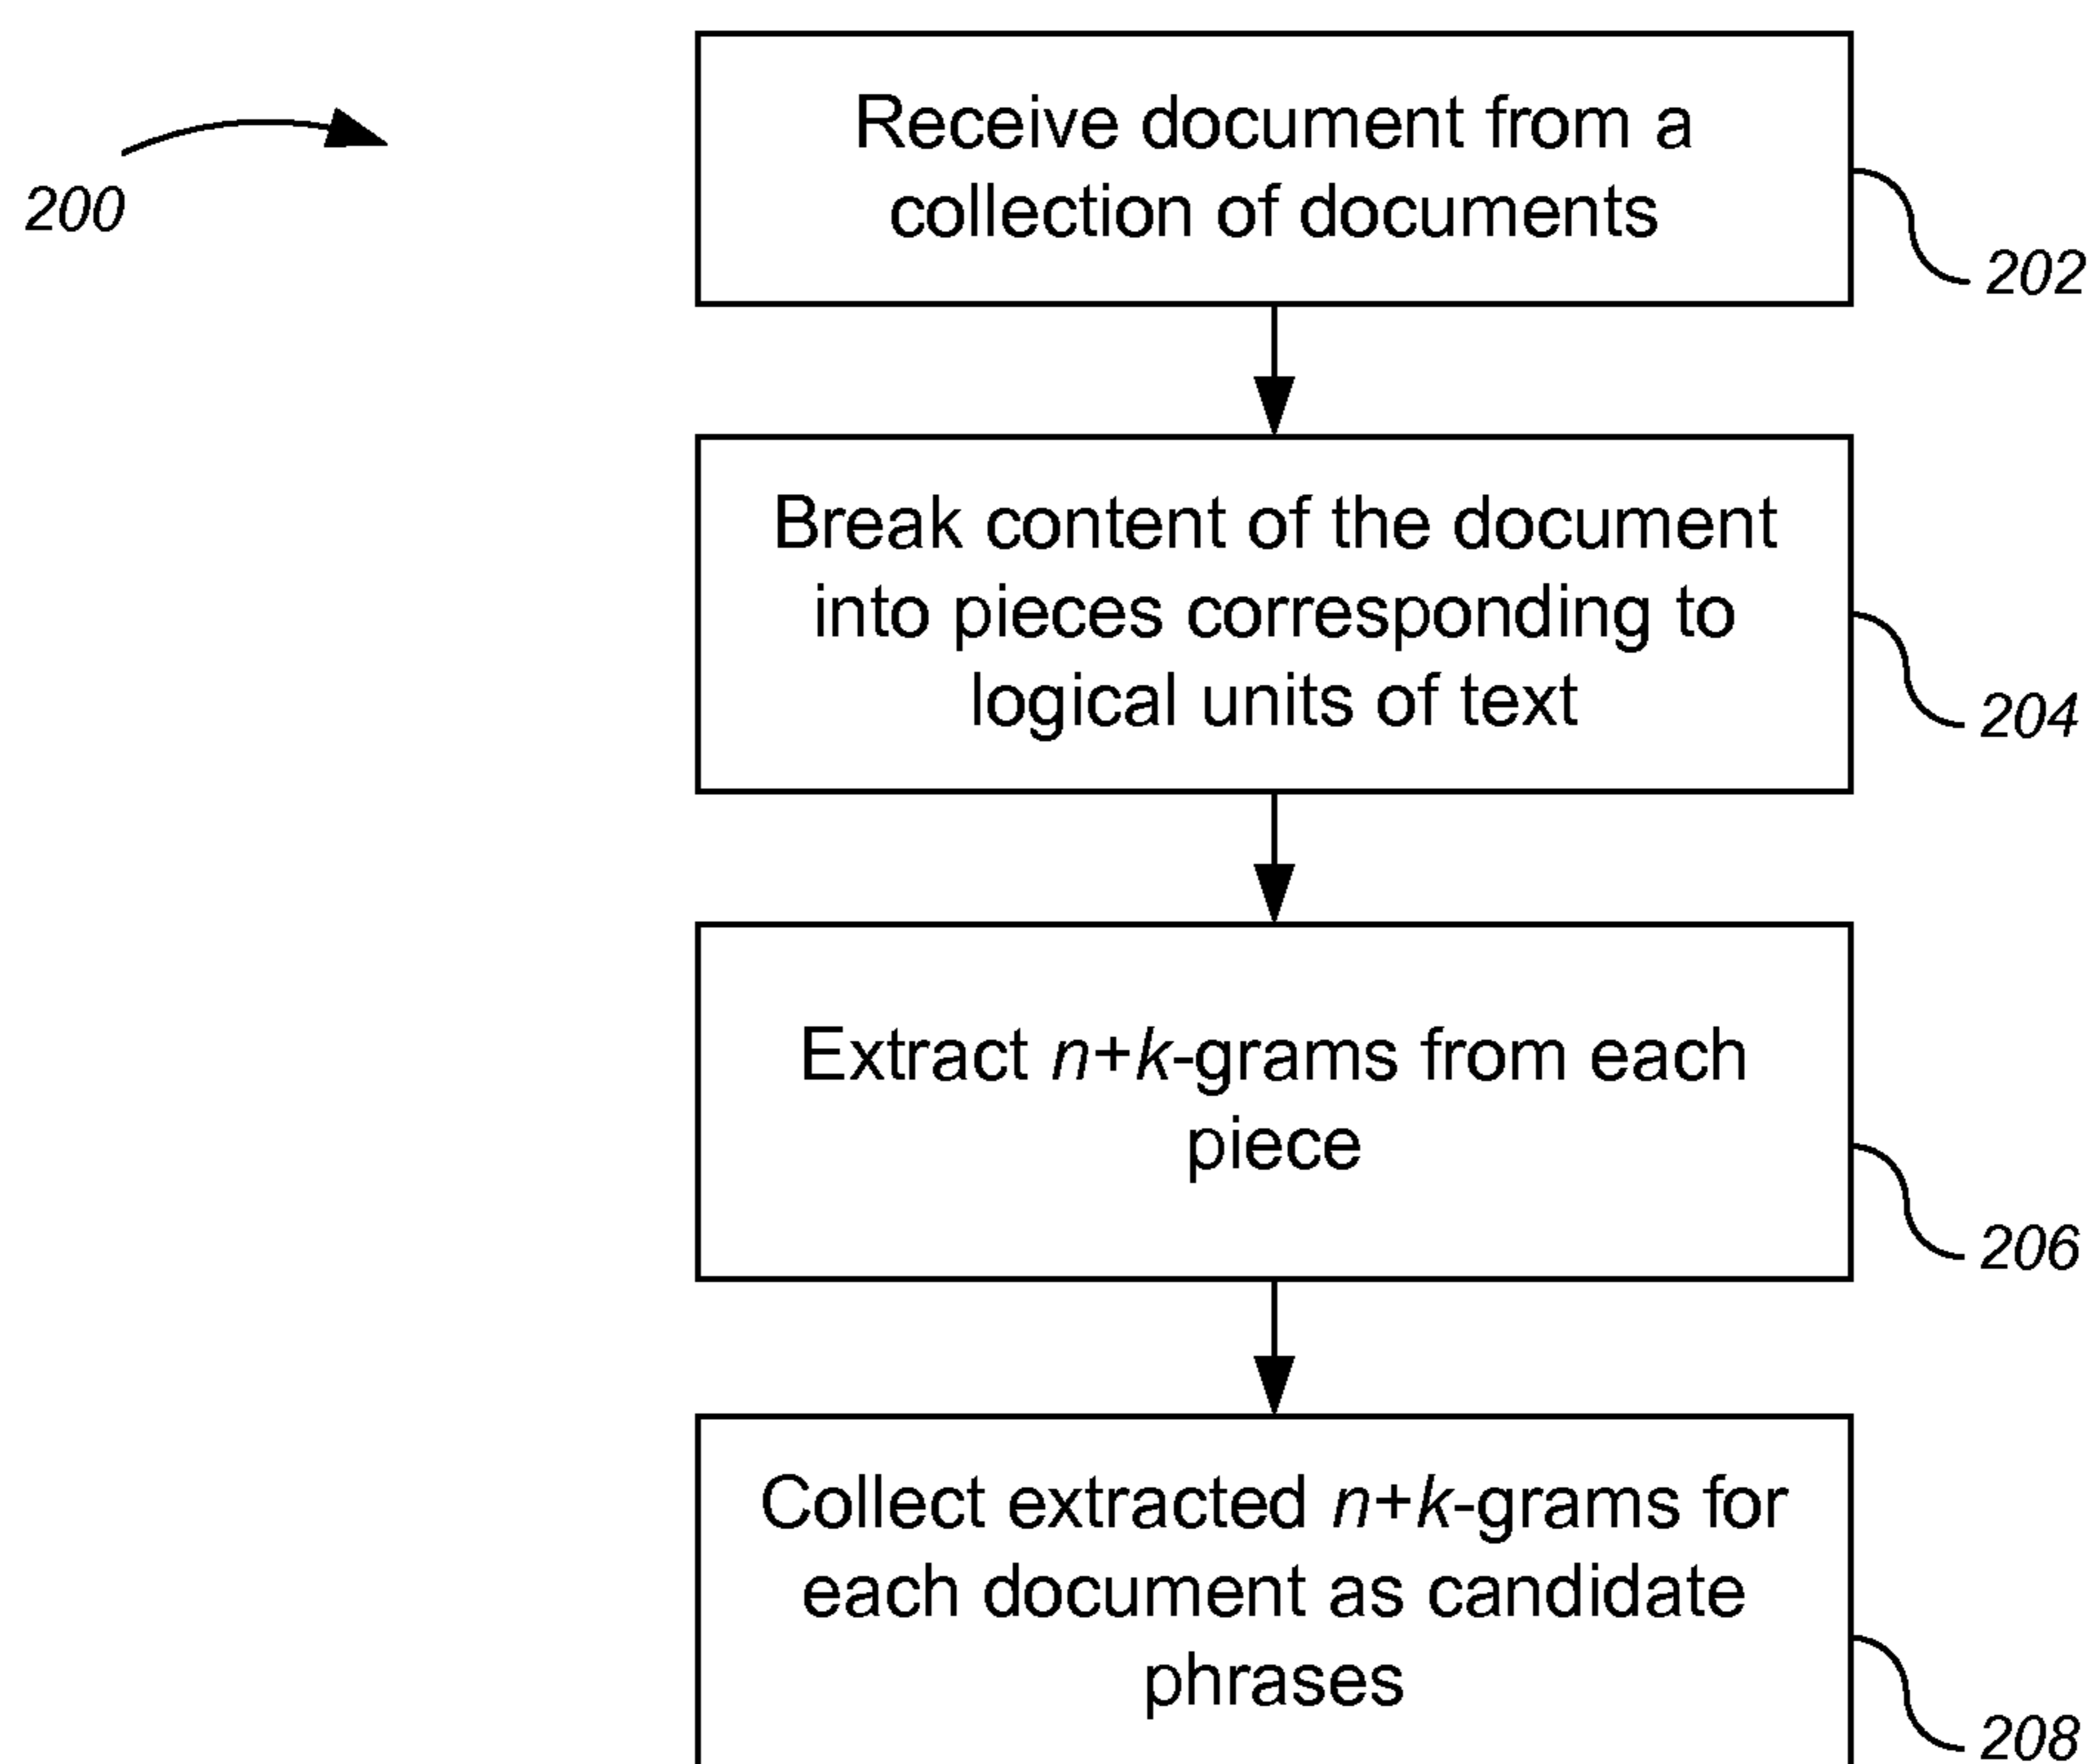 Receive document from a
collection of documents
200
202
Break content of the document
into pieces corresponding to
logical units of text
204
Extract n+k-grams from each
piece
206
Collect extracted n+k-grams for
each document as candidate
phrases
208